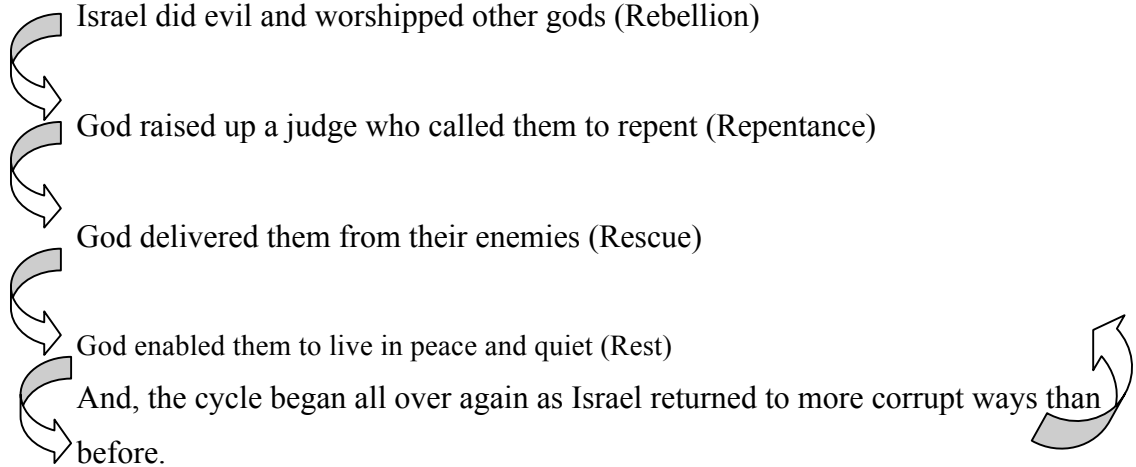 Israel did evil and worshipped other gods (Rebellion)
God raised up a judge who called them to repent (Repentance)
God delivered them from their enemies (Rescue)
God enabled them to live in peace and quiet (Rest)
And, the cycle began all over again as Israel returned to more corrupt ways than
before.